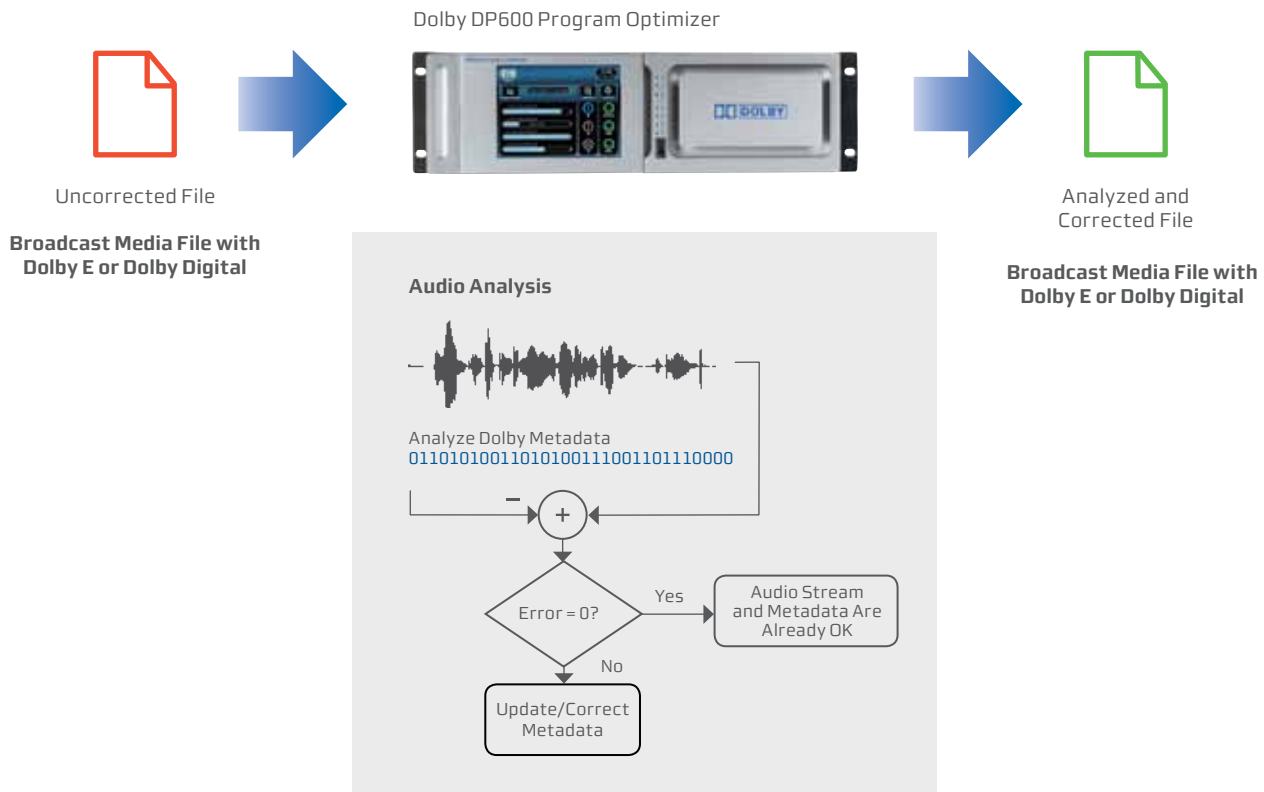 Dolby DP600 Program Optimizer
DOLBY
Uncorrected File
Broadcast Media File with
Dolby E or Dolby Digital
Analyzed and
Corrected File
Broadcast Media File with
Dolby E or Dolby Digital
Audio Analysis
Analyze Dolby Metadata
01101010011010100111001101110000
–
+
Error = 0?
Yes
Audio Stream
and Metadata Are
Already OK
No
Update/Correct
Metadata